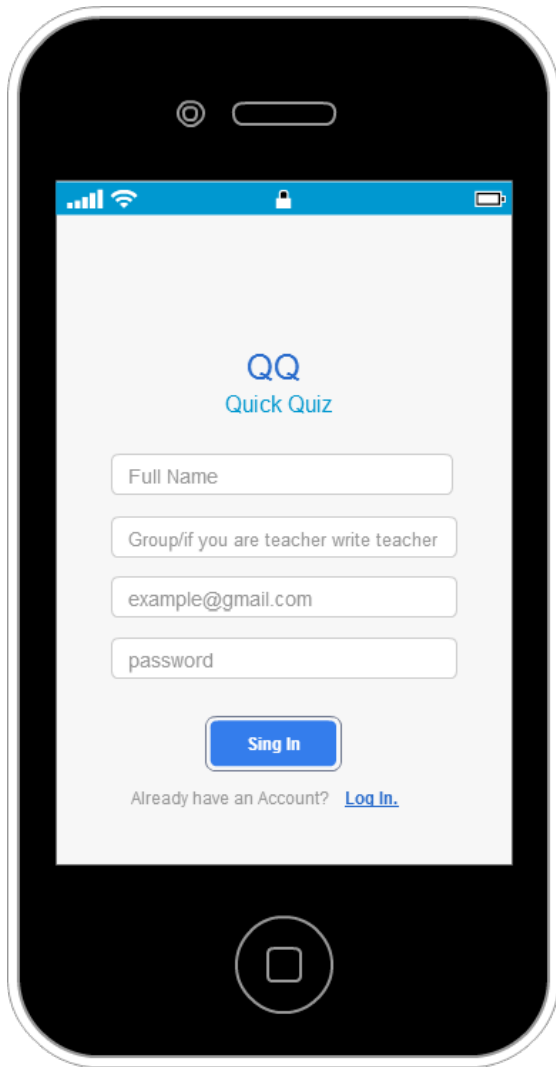 QQ
Quick Quiz
Full Name
Group/if you are teacher write teacher
example@gmail.com
password
Sing In
Already have an Account? Log In.